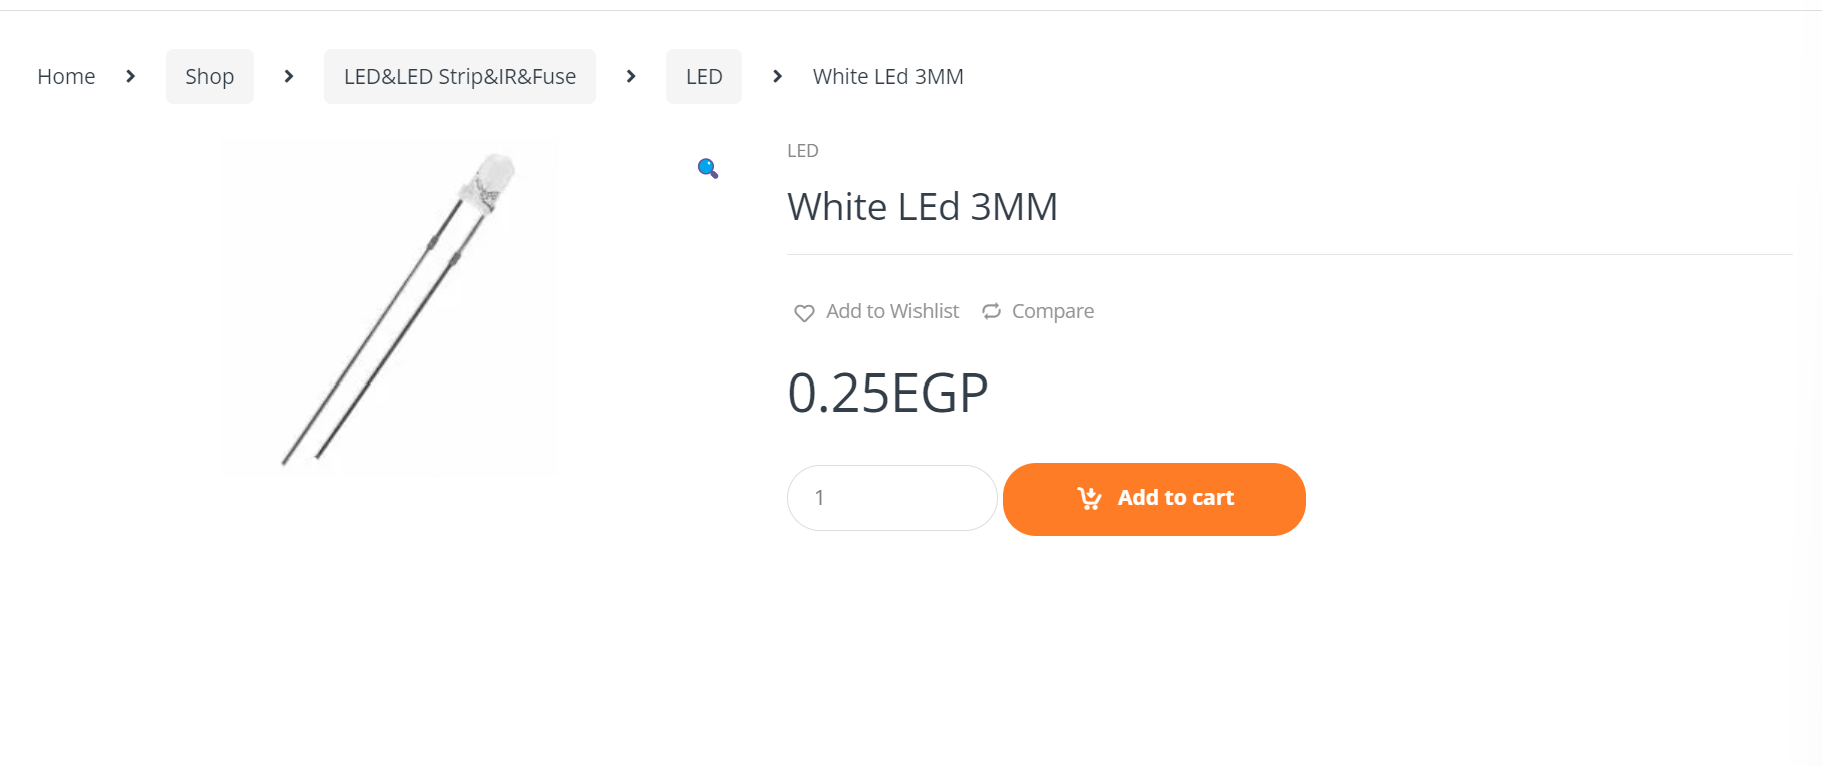 Home Shop LED&LED Strip&IR&Fuse LED White LEd 3MM
LED
White LEd 3MM
Add to Wishlist Compare
0.25EGP
1 Add to cart